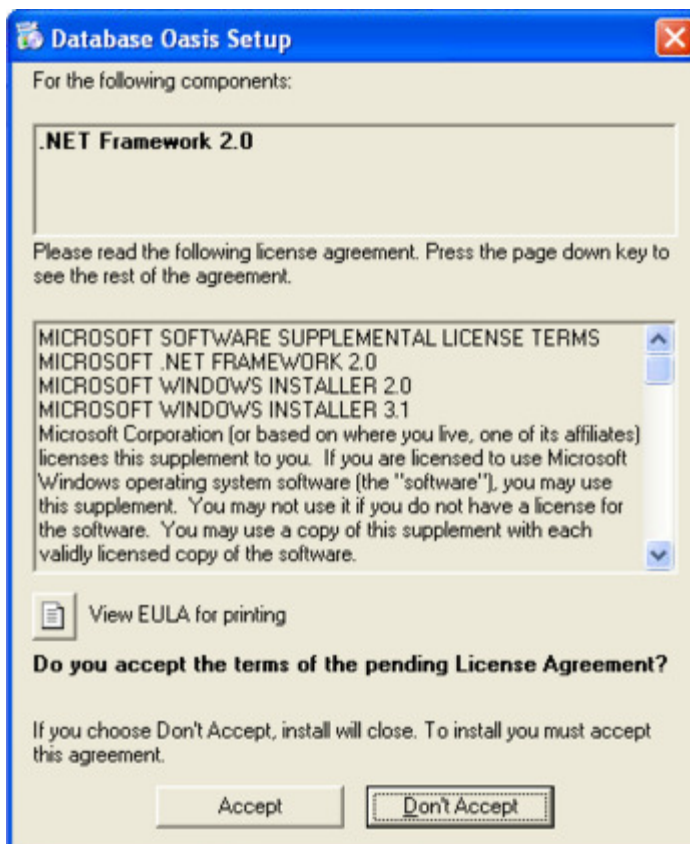 Database Oasis Setup
For the following components:
.NET Framework 2.0
Please read the following license agreement. Press the page down key to
see the rest of the agreement.
MICROSOFT SOFTWARE SUPPLEMENTAL LICENSE TERMS
MICROSOFT .NET FRAMEWORK 2.0
MICROSOFT WINDOWS INSTALLER 2.0
MICROSOFT WINDOWS INSTALLER 3.1
Microsoft Corporation (or based on where you live, one of its affiliates)
licenses this supplement to you.  If you are licensed to use Microsoft
Windows operating system software (the "software"), you may use
this supplement.  You may not use it if you do not have a license for
the software.  You may use a copy of this supplement with each
validly licensed copy of the software.
View EULA for printing
Do you accept the terms of the pending License Agreement?
If you choose Don't Accept, install will close. To install you must accept
this agreement.
Accept
Don't Accept